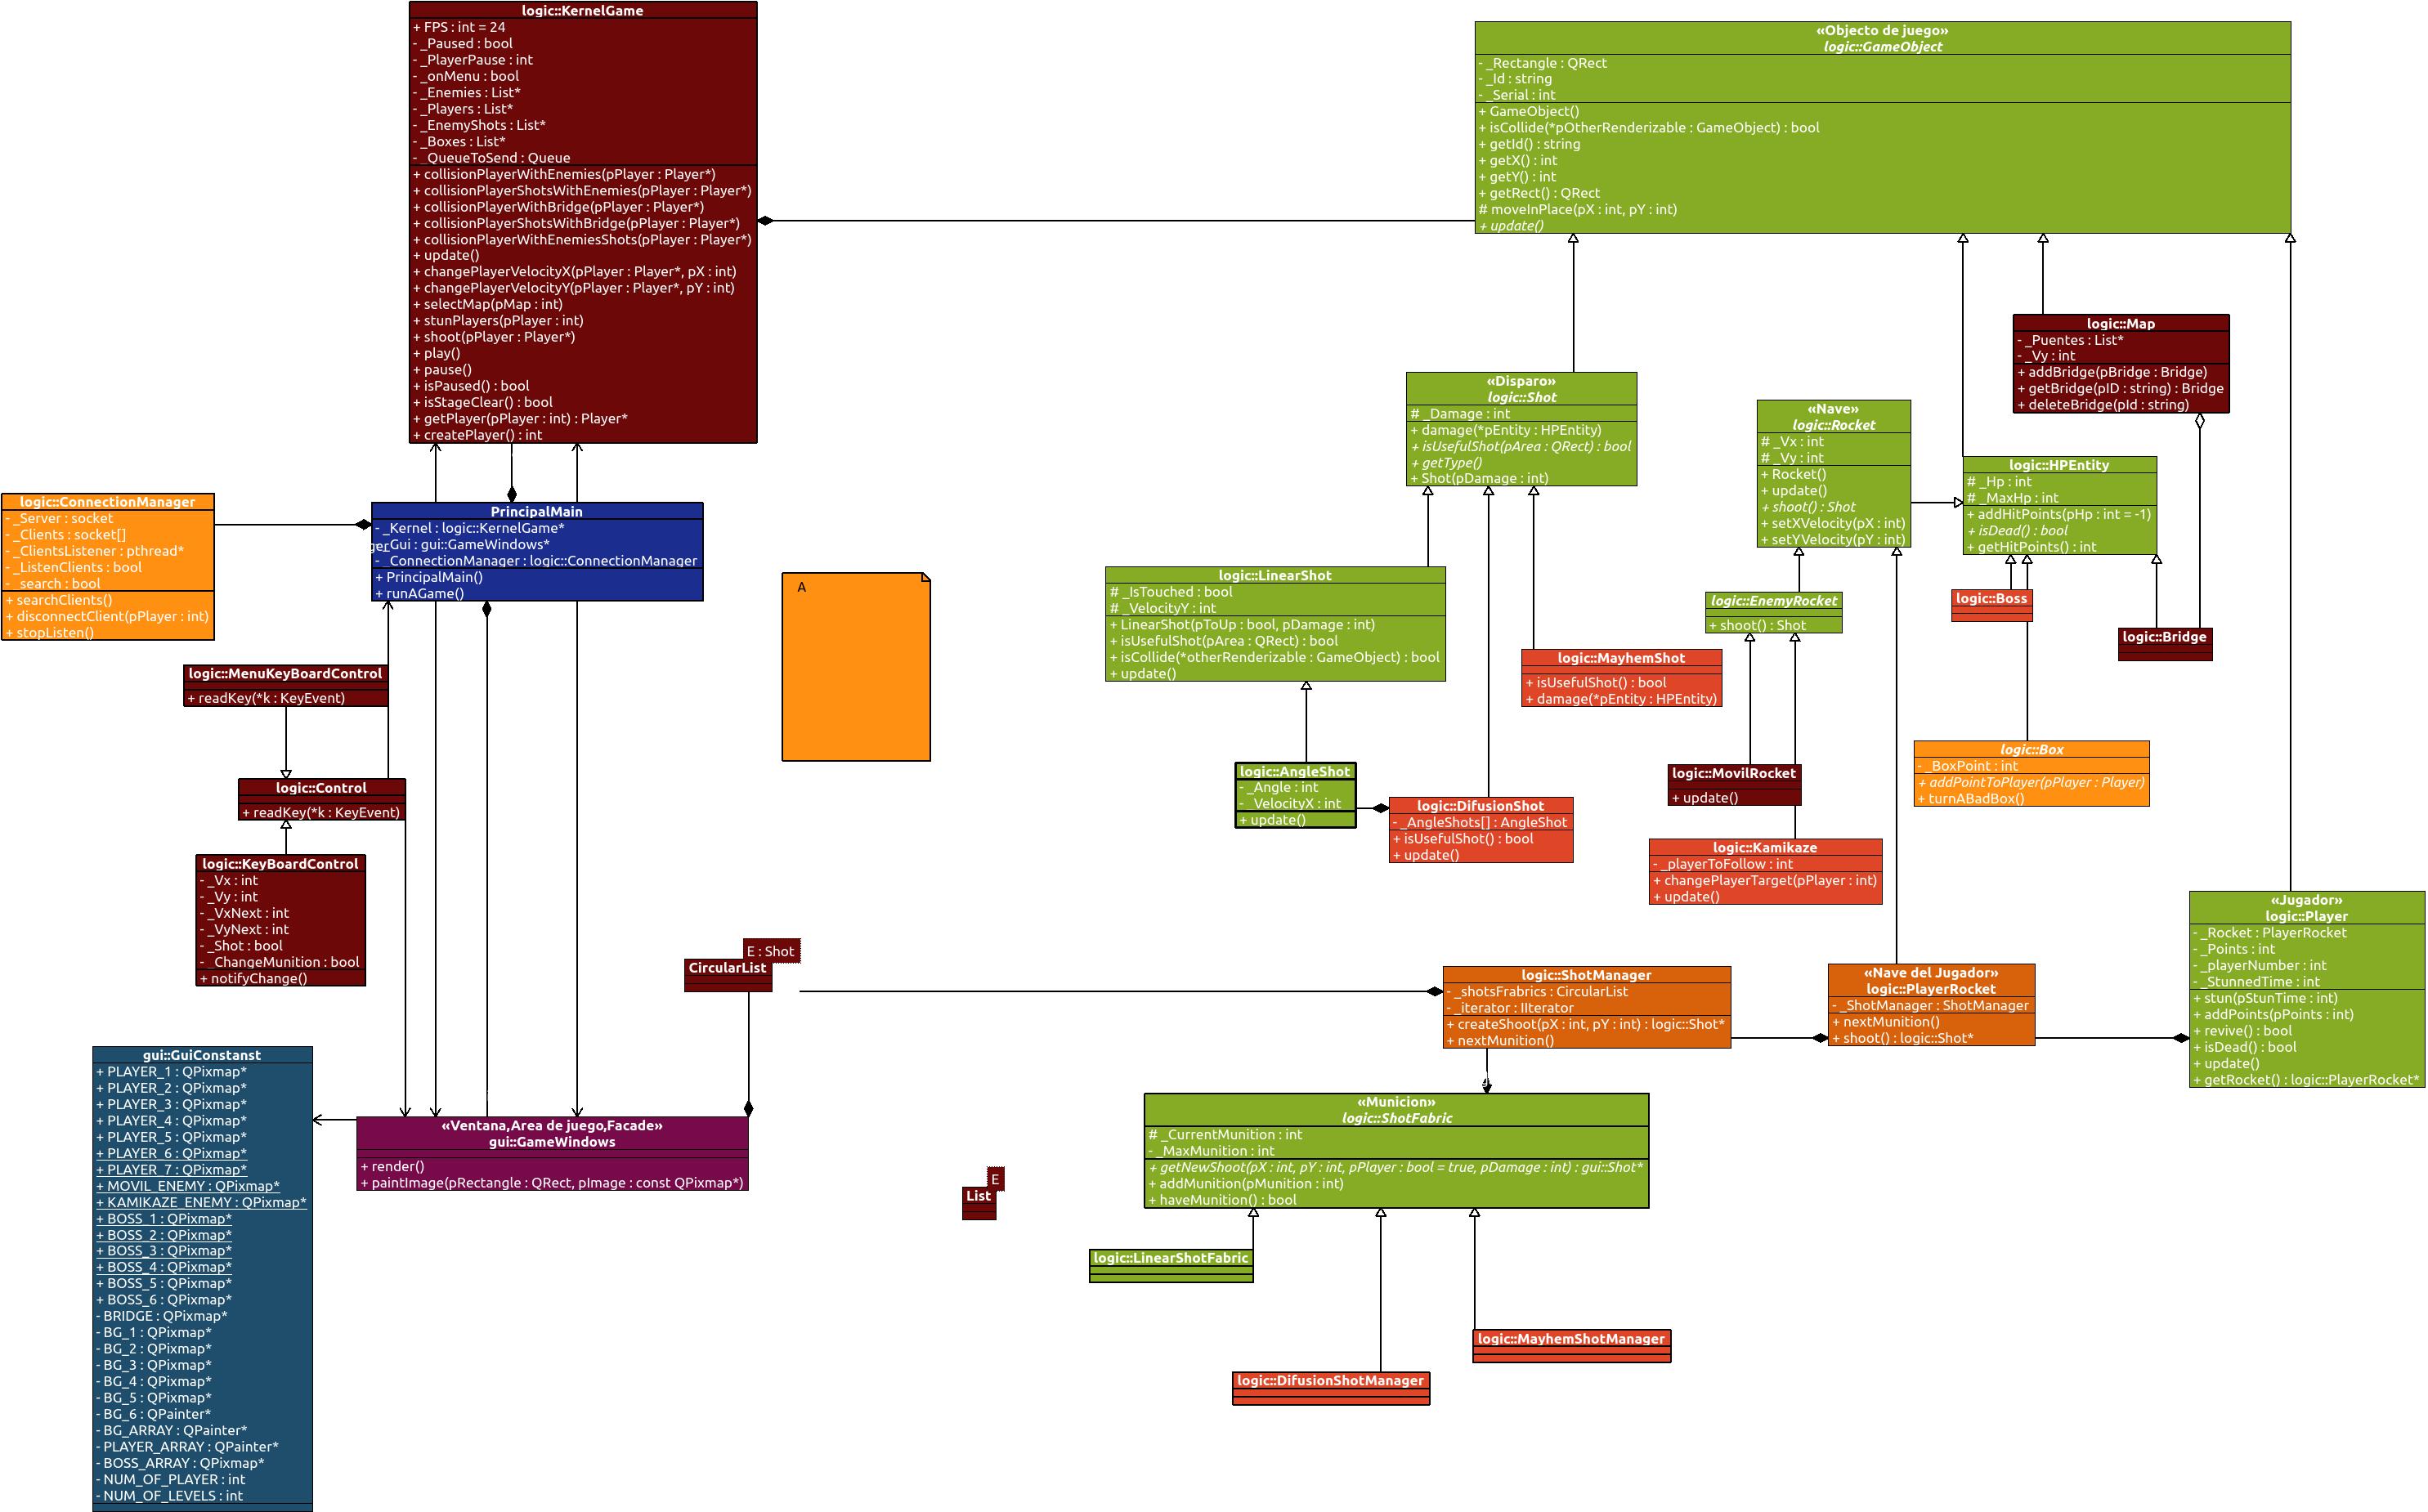 logic::KernelGame
+ FPS : int = 24
- _Paused : bool
- _PlayerPause : int
- _onMenu : bool
- _Enemies : List*
- _Players : List*
- _EnemyShots : List*
- _Boxes : List*
- _QueueToSend : Queue
+ collisionPlayerWithEnemies(pPlayer : Player*)
+ collisionPlayerShotsWithEnemies(pPlayer : Player*)
+ collisionPlayerWithBridge(pPlayer : Player*)
+ collisionPlayerShotsWithBridge(pPlayer : Player*)
+ collisionPlayerWithEnemiesShots(pPlayer : Player*)
+ update()
+ changePlayerVelocityX(pPlayer : Player*, pX : int)
+ changePlayerVelocityY(pPlayer : Player*, pY : int)
+ selectMap(pMap : int)
+ stunPlayers(pPlayer : int)
+ shoot(pPlayer : Player*)
+ play()
+ pause()
+ isPaused() : bool
+ isStageClear() : bool
+ getPlayer(pPlayer : int) : Player*
+ createPlayer() : int
«Objecto de juego»
logic::GameObject
- _Rectangle : QRect
- _Id : string
- _Serial : int
+ GameObject()
+ isCollide(*pOtherRenderizable : GameObject) : bool
+ getId() : string
+ getX() : int
+ getY() : int
+ getRect() : QRect
# moveInPlace(pX : int, pY : int)
+ update()
logic::Map
- _Puentes : List*
- _Vy : int
+ addBridge(pBridge : Bridge)
+ getBridge(pID : string) : Bridge
+ deleteBridge(pId : string)
«Disparo»
logic::Shot
# _Damage : int
+ damage(*pEntity : HPEntity)
+ isUsefulShot(pArea : QRect) : bool
+ getType()
+ Shot(pDamage : int)
«Nave»
logic::Rocket
# _Vx : int
# _Vy : int
+ Rocket()
+ update()
+ shoot() : Shot
+ setXVelocity(pX : int)
+ setYVelocity(pY : int)
logic::HPEntity
# _Hp : int
# _MaxHp : int
+ addHitPoints(pHp : int = -1)
+ isDead() : bool
+ getHitPoints() : int
logic::ConnectionManager
- _Server : socket
- _Clients : socket[]
- _ClientsListener : pthread*
- _ListenClients : bool
- _search : bool
+ searchClients()
+ disconnectClient(pPlayer : int)
+ stopListen()
PrincipalMain
- _Kernel : logic::KernelGame*
- _Gui : gui::GameWindows*
- _ConnectionManager : logic::ConnectionManager
+ PrincipalMain()
+ runAGame()
A
logic::LinearShot
# _IsTouched : bool
# _VelocityY : int
+ LinearShot(pToUp : bool, pDamage : int)
+ isUsefulShot(pArea : QRect) : bool
+ isCollide(*otherRenderizable : GameObject) : bool
+ update()
logic::EnemyRocket
+ shoot() : Shot
logic::Boss
logic::Bridge
logic::MenuKeyBoardControl
+ readKey(*k : KeyEvent)
logic::MayhemShot
+ isUsefulShot() : bool
+ damage(*pEntity : HPEntity)
logic::Box
- _BoxPoint : int
+ addPointToPlayer(pPlayer : Player)
+ turnABadBox()
logic::Control
+ readKey(*k : KeyEvent)
logic::AngleShot
- _Angle : int
- _VelocityX : int
+ update()
logic::MovilRocket
+ update()
logic::DifusionShot
- _AngleShots[] : AngleShot
+ isUsefulShot() : bool
+ update()
logic::Kamikaze
- _playerToFollow : int
+ changePlayerTarget(pPlayer : int)
+ update()
logic::KeyBoardControl
- _Vx : int
- _Vy : int
- _VxNext : int
- _VyNext : int
- _Shot : bool
- _ChangeMunition : bool
+ notifyChange()
«Jugador»
logic::Player
- _Rocket : PlayerRocket
- _Points : int
- _playerNumber : int
- _StunnedTime : int
+ stun(pStunTime : int)
+ addPoints(pPoints : int)
+ revive() : bool
+ isDead() : bool
+ update()
+ getRocket() : logic::PlayerRocket*
E : Shot
CircularList
logic::ShotManager
- _shotsFrabrics : CircularList
- _iterator : IIterator
+ createShoot(pX : int, pY : int) : logic::Shot*
+ nextMunition()
«Nave del Jugador»
logic::PlayerRocket
- _ShotManager : ShotManager
+ nextMunition()
+ shoot() : logic::Shot*
gui::GuiConstanst
+ PLAYER_1 : QPixmap*
+ PLAYER_2 : QPixmap*
+ PLAYER_3 : QPixmap*
+ PLAYER_4 : QPixmap*
+ PLAYER_5 : QPixmap*
+ PLAYER_6 : QPixmap*
+ PLAYER_7 : QPixmap*
+ MOVIL_ENEMY : QPixmap*
+ KAMIKAZE_ENEMY : QPixmap*
+ BOSS_1 : QPixmap*
+ BOSS_2 : QPixmap*
+ BOSS_3 : QPixmap*
+ BOSS_4 : QPixmap*
+ BOSS_5 : QPixmap*
+ BOSS_6 : QPixmap*
- BRIDGE : QPixmap*
- BG_1 : QPixmap*
- BG_2 : QPixmap*
- BG_3 : QPixmap*
- BG_4 : QPixmap*
- BG_5 : QPixmap*
- BG_6 : QPainter*
- BG_ARRAY : QPainter*
- PLAYER_ARRAY : QPainter*
- BOSS_ARRAY : QPixmap*
- NUM_OF_PLAYER : int
- NUM_OF_LEVELS : int
«Ventana,Area de juego,Facade»
gui::GameWindows
+ render()
+ paintImage(pRectangle : QRect, pImage : const QPixmap*)
E
List
«Municion»
logic::ShotFabric
# _CurrentMunition : int
- _MaxMunition : int
+ getNewShoot(pX : int, pY : int, pPlayer : bool = true, pDamage : int) : gui::Shot*
+ addMunition(pMunition : int)
+ haveMunition() : bool
logic::LinearShotFabric
logic::MayhemShotManager
logic::DifusionShotManager